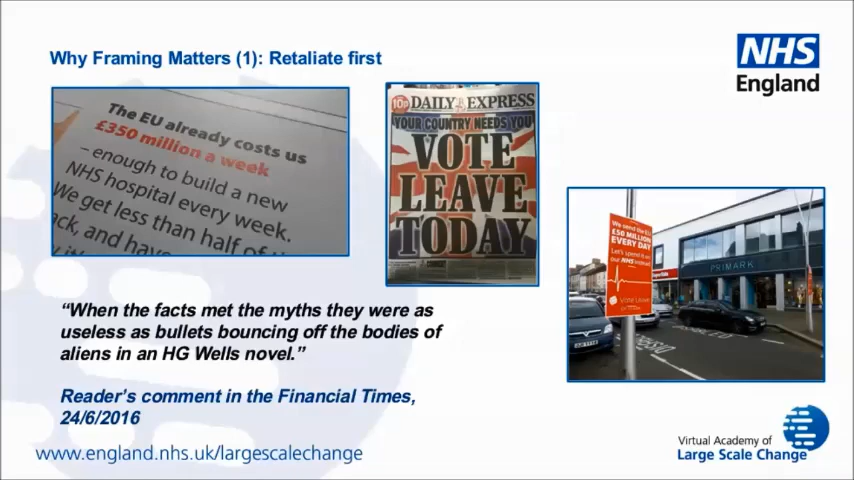 Why Framing Matters (1): Retaliate first
NHS
England
The EU already costs us
£350 million a week
– enough to build a new
NHS hospital every week.
We get less than half of
ack, and have
10p DAILY EXPRESS
YOUR COUNTRY NEEDS YOU
VOTE
LEAVE
TODAY
We send the EU
£50 MILLION
EVERY DAY
Let's spend it on
our NHS instead
Vote Leave
PRIMARK
DISABLED
“When the facts met the myths they were as
useless as bullets bouncing off the bodies of
aliens in an HG Wells novel.”
Reader’s comment in the Financial Times,
24/6/2016
www.england.nhs.uk/largescalechange
Virtual Academy of
Large Scale Change